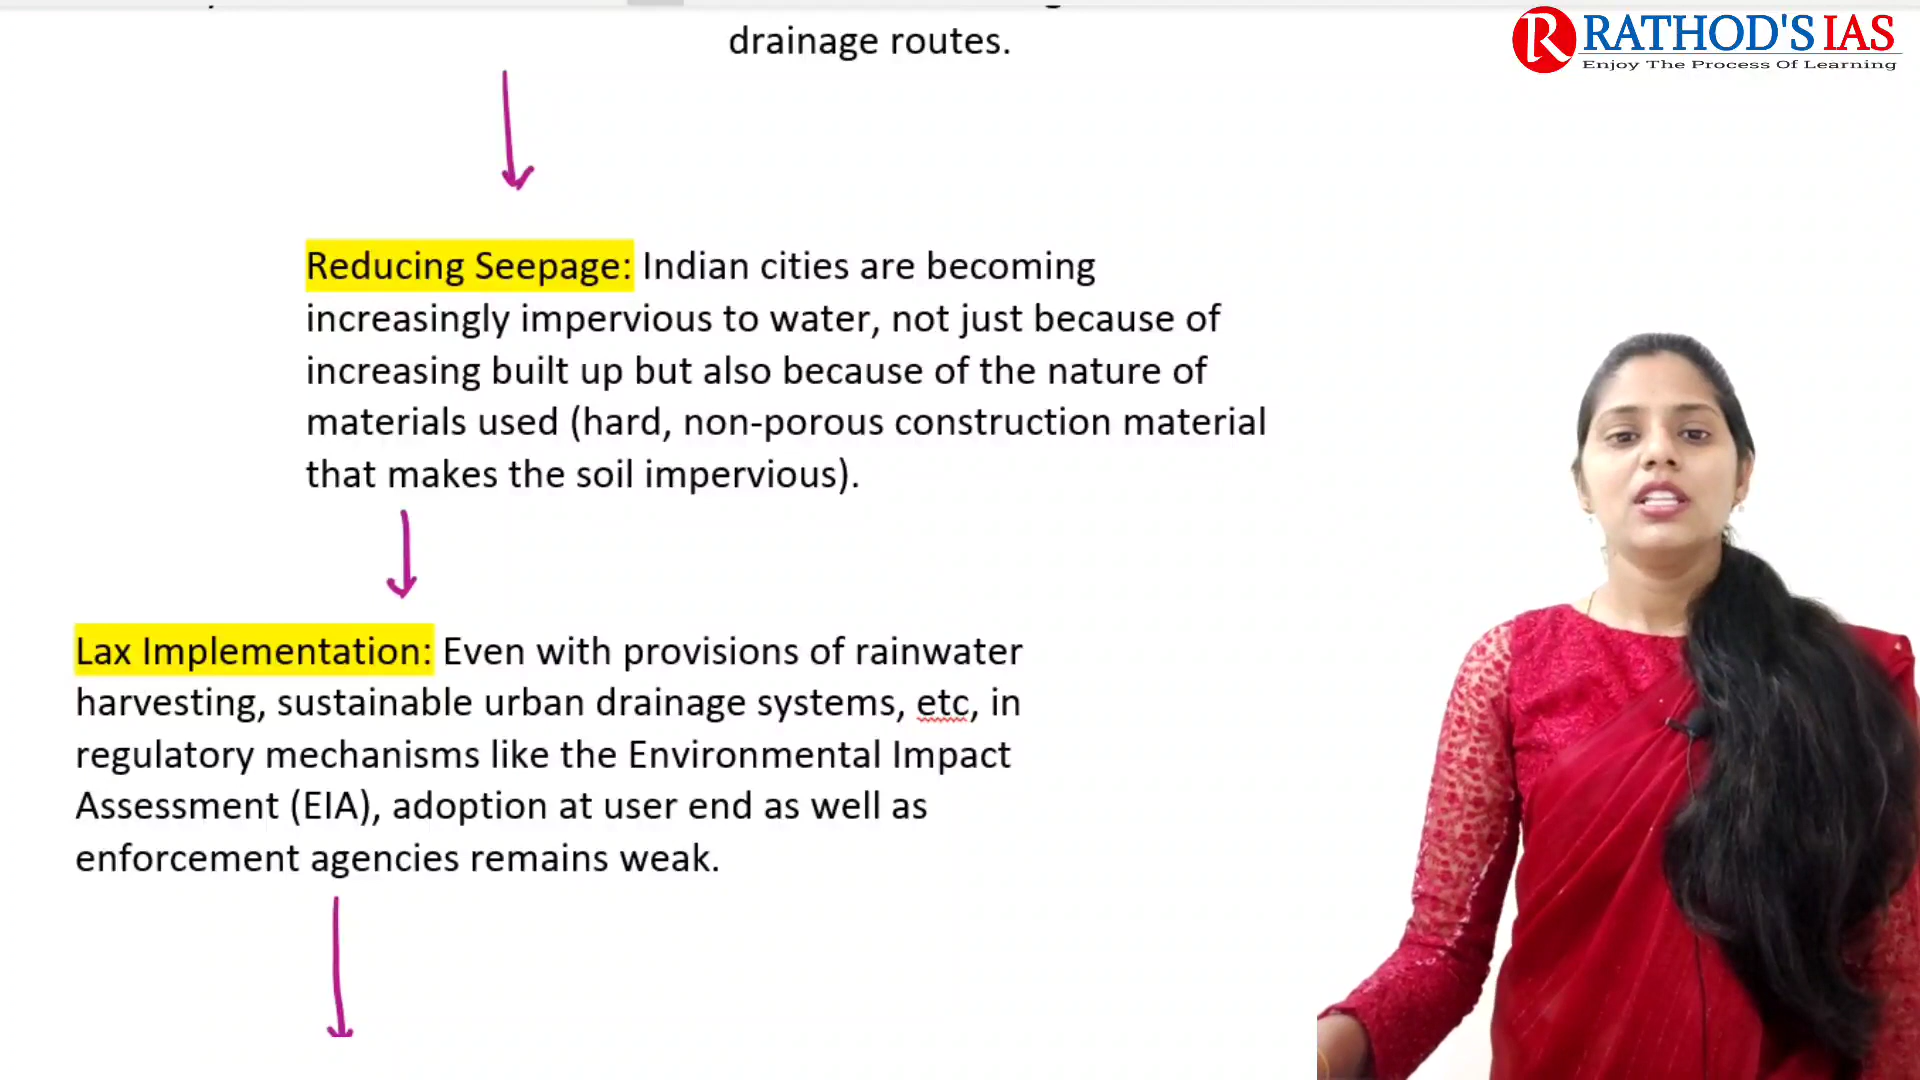 drainage routes.
RATHOD'S IAS
Enjoy The Process Of Learning
Reducing Seepage: Indian cities are becoming
increasingly impervious to water, not just because of
increasing built up but also because of the nature of
materials used (hard, non-porous construction material
that makes the soil impervious).
Lax Implementation: Even with provisions of rainwater
harvesting, sustainable urban drainage systems, etc, in
regulatory mechanisms like the Environmental Impact
Assessment (EIA), adoption at user end as well as
enforcement agencies remains weak.